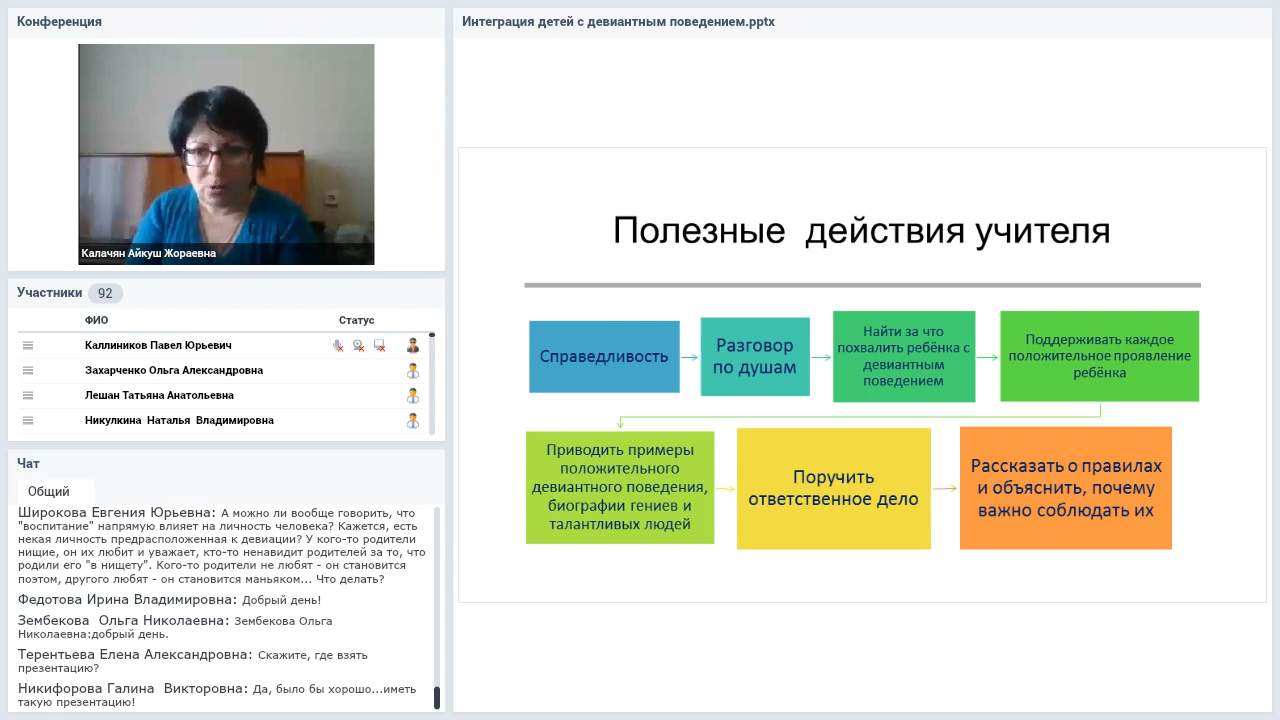 Конференция
Калачян Айкуш Жораевна
Участники 92
ФИО Статус
Каллиников Павел Юрьевич
Захарченко Ольга Александровна
Лешан Татьяна Анатольевна
Никулкина Наталья Владимировна
Чат
Общий
Широкова Евгения Юрьевна: А можно ли вообще говорить, что
"воспитание" напрямую влияет на личность человека? Кажется, есть
некая личность предрасположенная к девиации? У кого-то родители
нищие, он их любит и уважает, кто-то ненавидит родителей за то, что
родили его "в нищету". Кого-то родители не любят - он становится
поэтом, другого любят - он становится маньяком... Что делать?
Федотова Ирина Владимировна: Добрый день!
Зембекова Ольга Николаевна: Зембекова Ольга
Николаевна:добрый день.
Терентьева Елена Александровна: Скажите, где взять
презентацию?
Никифорова Галина Викторовна: Да, было бы хорошо...иметь
такую презентацию!
Интеграция детей с девиантным поведением.pptx
Полезные действия учителя
Справедливость
Разговор
по душам
Найти за что
похвалить ребёнка с
девиантным
поведением
Поддерживать каждое
положительное проявление
ребёнка
Приводить примеры
положительного
девиантного поведения,
биографии гениев и
талантливых людей
Поручить
ответственное дело
Рассказать о правилах
и объяснить, почему
важно соблюдать их